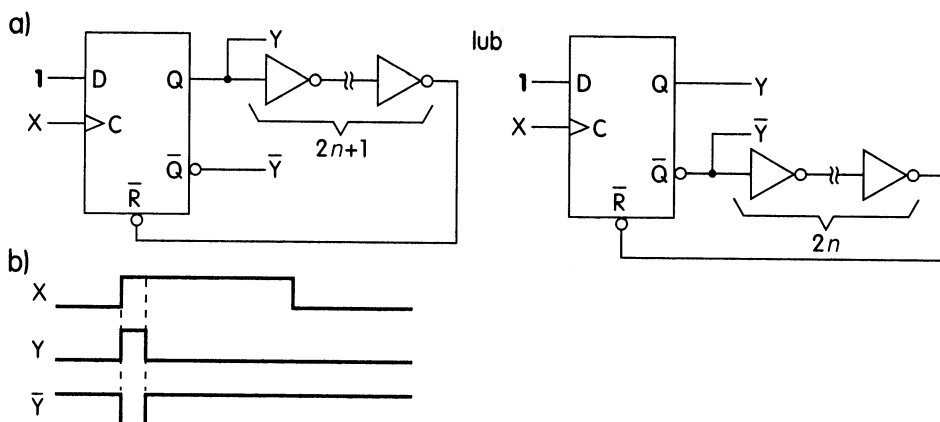 a)
1 D Q Y
X C
2n+1
Q̅ Y̅
R̅
lub
1 D Q Y
X C
Y̅
Q̅
R̅
2n
b)
X
Y
Y̅